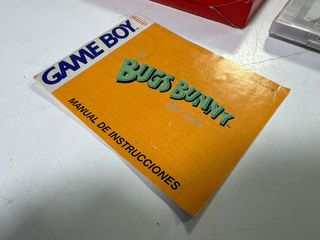 GAME BOY
BUGS BUNNY
MANUAL DE INSTRUCCIONES